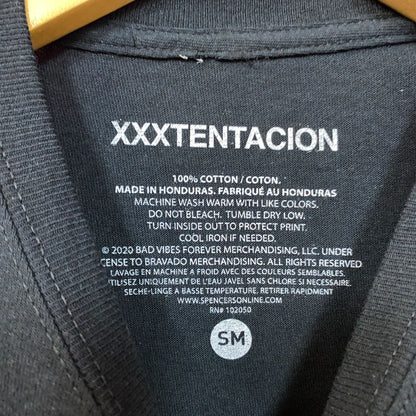 XXXTENTACION
100% COTTON / COTON.
MADE IN HONDURAS. FABRIQUÉ AU HONDURAS
MACHINE WASH WARM WITH LIKE COLORS.
DO NOT BLEACH. TUMBLE DRY LOW.
TURN INSIDE OUT TO PROTECT PRINT.
COOL IRON IF NEEDED.
© 2020 BAD VIBES FOREVER MERCHANDISING, LLC. UNDER
CENSE TO BRAVADO MERCHANDISING. ALL RIGHTS RESERVED
LAVAGE EN MACHINE A FROID AVEC DES COULEURS SEMBLABLES.
UTILISEZ UNIQUEMENT DE L'EAU JAVEL SANS CHLORE SI NECESSAIRE.
SECHE-LINGE A BASSE TEMPERATURE. RETIRER RAPIDMENT
WWW.SPENCERSONLINE.COM
RN# 102050
SM